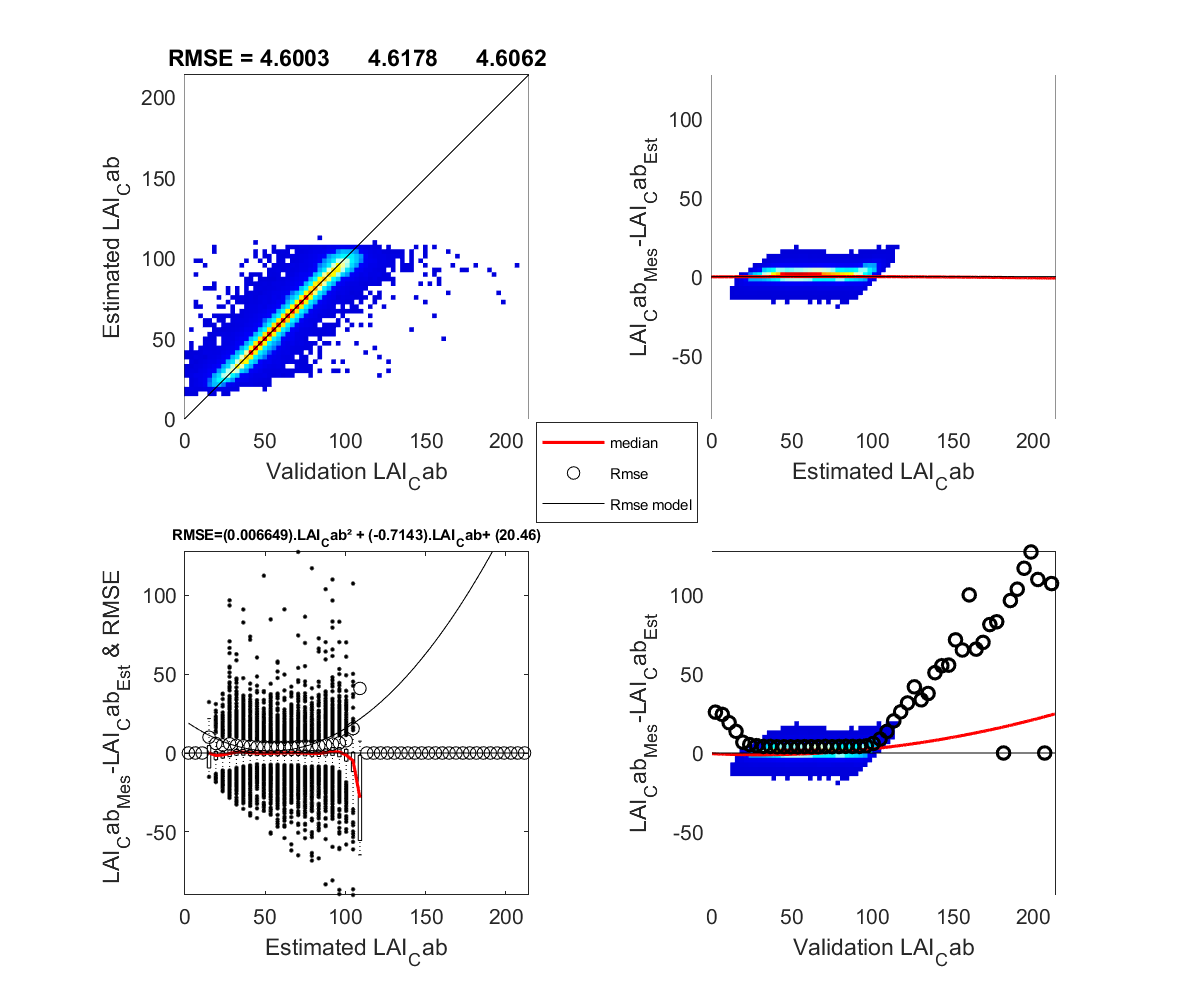 RMSE = 4.6003 4.6178 4.6062
200
150
100
50
0
0 50 100 150 200
Estimated LAI_Cab
Validation LAI_Cab
100
50
0
-50
0 50 100 150 200
LAI_Cab_Mes-LAI_Cab_Est
Estimated LAI_Cab
median
Rmse
Rmse model
RMSE=(0.006649).LAI_Cab² + (-0.7143).LAI_Cab+ (20.46)
100
50
0
-50
0 50 100 150 200
LAI_Cab_Mes-LAI_Cab_Est & RMSE
Estimated LAI_Cab
100
50
0
-50
0 50 100 150 200
LAI_Cab_Mes-LAI_Cab_Est
Validation LAI_Cab